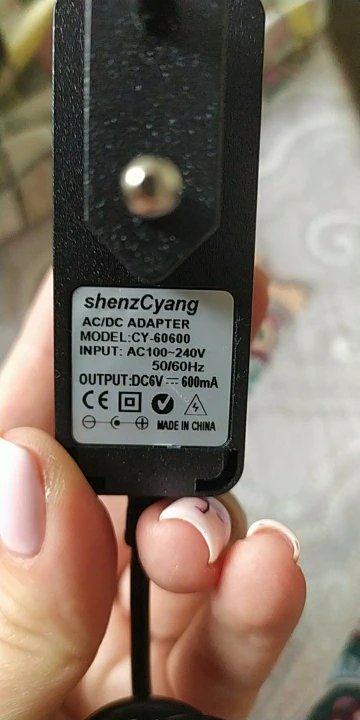 shenzCyang
AC/DC ADAPTER
MODEL:CY-60600
INPUT: AC100~240V
50/60Hz
OUTPUT:DC6V ⎓ 600mA
CE
MADE IN CHINA